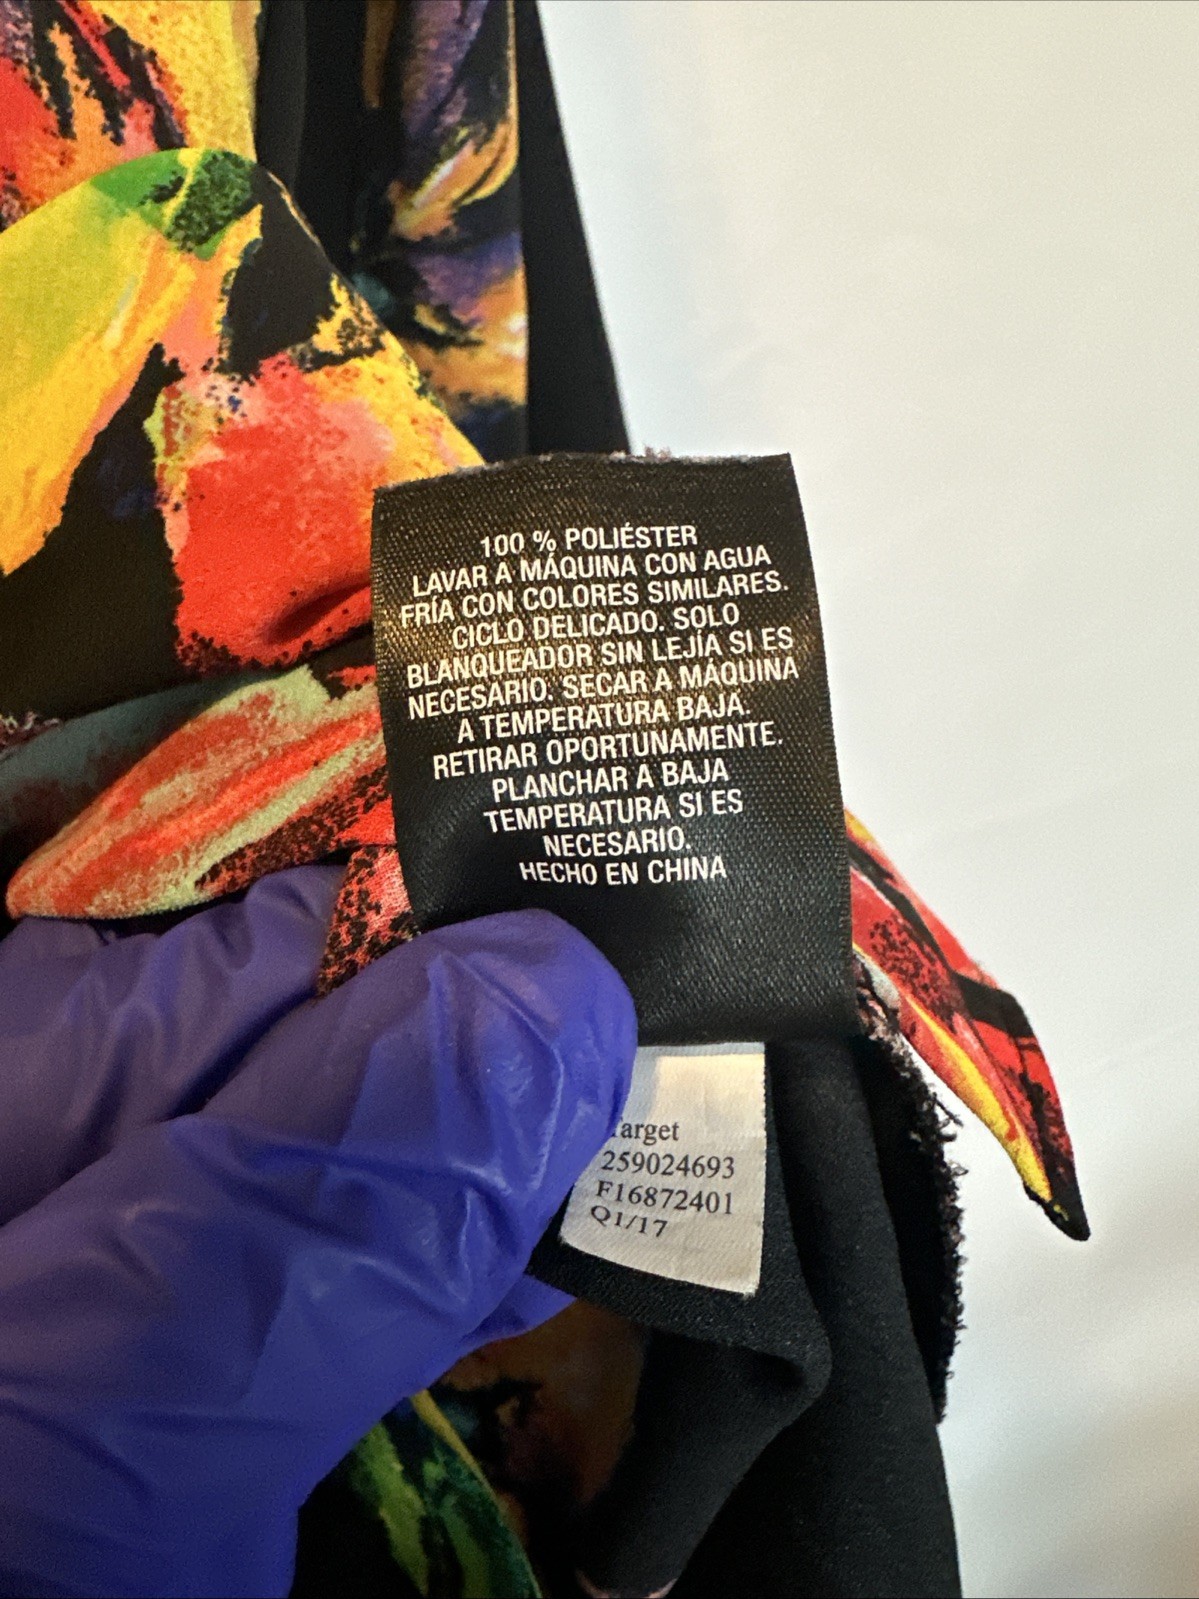 100 % POLIÉSTER
LAVAR A MÁQUINA CON AGUA
FRÍA CON COLORES SIMILARES.
CICLO DELICADO. SOLO
BLANQUEADOR SIN LEJÍA SI ES
NECESARIO. SECAR A MÁQUINA
A TEMPERATURA BAJA.
RETIRAR OPORTUNAMENTE.
PLANCHAR A BAJA
TEMPERATURA SI ES
NECESARIO.
HECHO EN CHINA
Target
259024693
F16872401
Q1/17